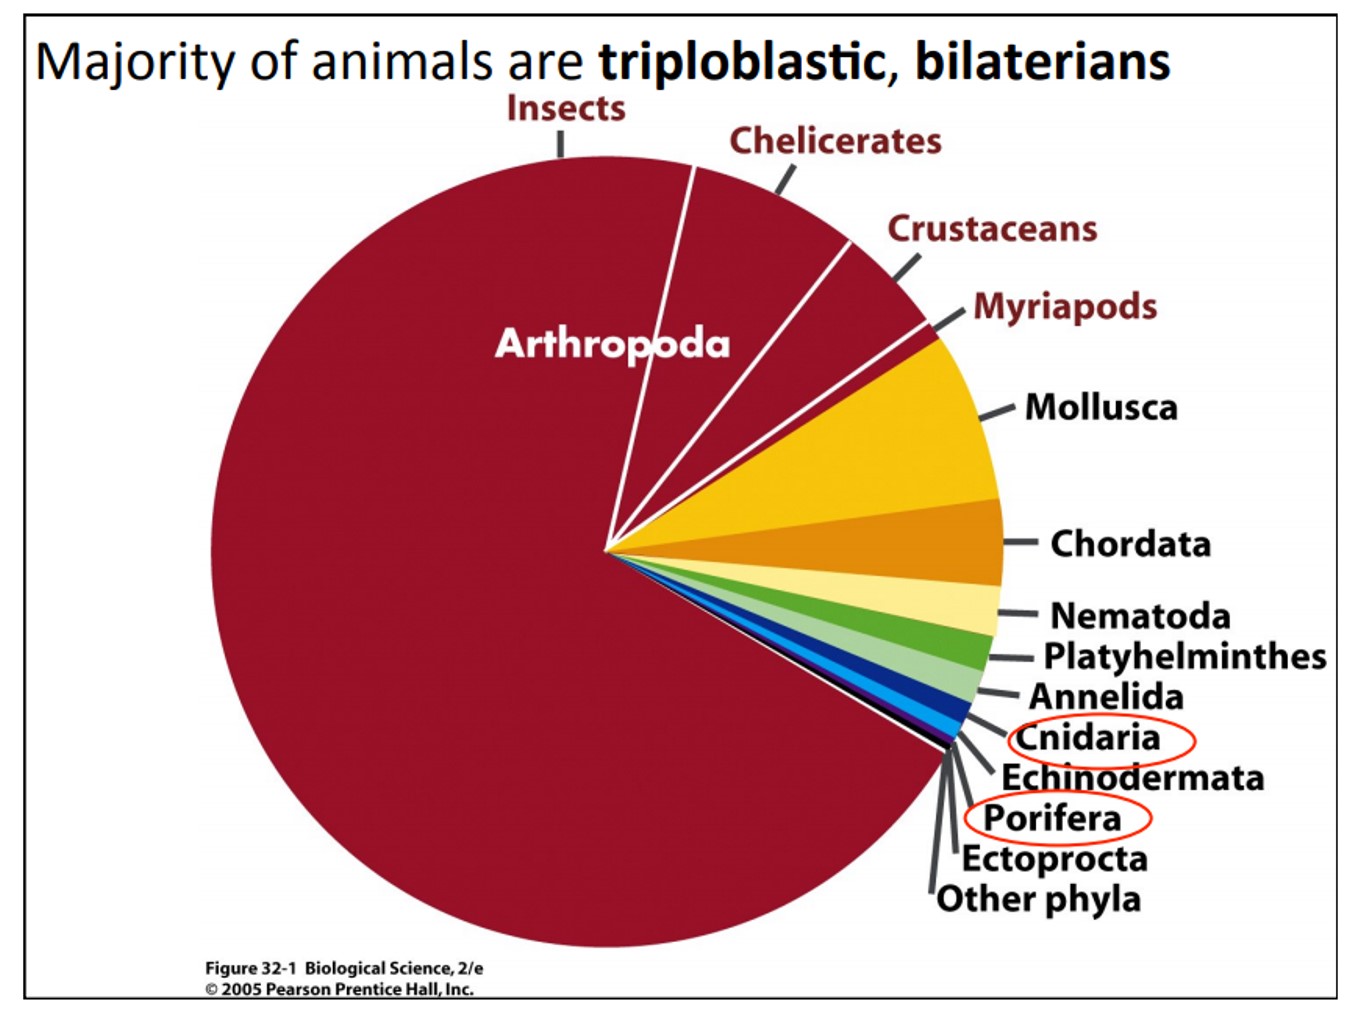 Majority of animals are triploblastic, bilaterians
Insects
Chelicerates
Crustaceans
Myriapods
Arthropoda
Mollusca
Chordata
Nematoda
Platyhelminthes
Annelida
Cnidaria
Echinodermata
Porifera
Ectoprocta
Other phyla
Figure 32-1 Biological Science, 2/e
© 2005 Pearson Prentice Hall, Inc.